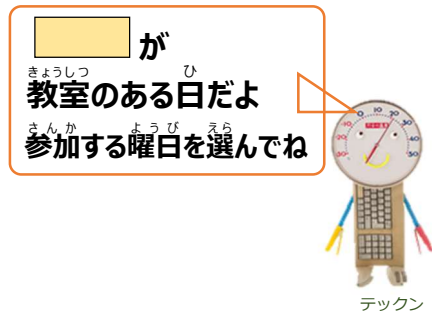 が
教室のある日だよ
参加する曜日を選んでね
テックン